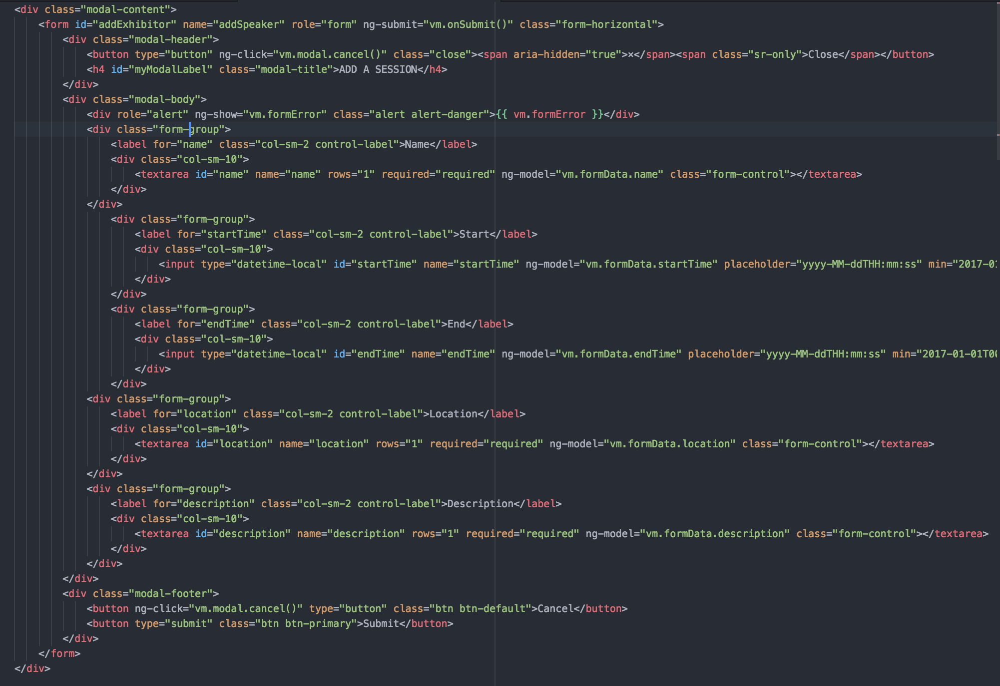 <div class="modal-content">
<form id="addExhibitor" name="addSpeaker" role="form" ng-submit="vm.onSubmit()" class="form-horizontal">
<div class="modal-header">
<button type="button" ng-click="vm.modal.cancel()" class="close"><span aria-hidden="true">×</span><span class="sr-only">Close</span></button>
<h4 id="myModalLabel" class="modal-title">ADD A SESSION</h4>
</div>
<div class="modal-body">
<div role="alert" ng-show="vm.formError" class="alert alert-danger">{{ vm.formError }}</div>
<div class="form-group">
<label for="name" class="col-sm-2 control-label">Name</label>
<div class="col-sm-10">
<textarea id="name" name="name" rows="1" required="required" ng-model="vm.formData.name" class="form-control"></textarea>
</div>
</div>
<div class="form-group">
<label for="startTime" class="col-sm-2 control-label">Start</label>
<div class="col-sm-10">
<input type="datetime-local" id="startTime" name="startTime" ng-model="vm.formData.startTime" placeholder="yyyy-MM-ddTHH:mm:ss" min="2017-01
</div>
</div>
<div class="form-group">
<label for="endTime" class="col-sm-2 control-label">End</label>
<div class="col-sm-10">
<input type="datetime-local" id="endTime" name="endTime" ng-model="vm.formData.endTime" placeholder="yyyy-MM-ddTHH:mm:ss" min="2017-01-01T00
</div>
</div>
<div class="form-group">
<label for="location" class="col-sm-2 control-label">Location</label>
<div class="col-sm-10">
<textarea id="location" name="location" rows="1" required="required" ng-model="vm.formData.location" class="form-control"></textarea>
</div>
</div>
<div class="form-group">
<label for="description" class="col-sm-2 control-label">Description</label>
<div class="col-sm-10">
<textarea id="description" name="description" rows="1" required="required" ng-model="vm.formData.description" class="form-control"></textarea>
</div>
</div>
</div>
<div class="modal-footer">
<button ng-click="vm.modal.cancel()" type="button" class="btn btn-default">Cancel</button>
<button type="submit" class="btn btn-primary">Submit</button>
</div>
</form>
</div>